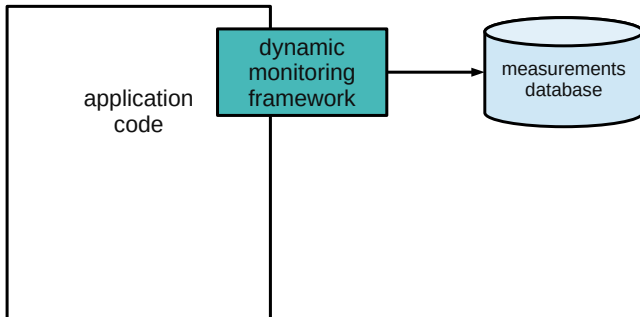 dynamic
monitoring
framework
application
code
measurements
database